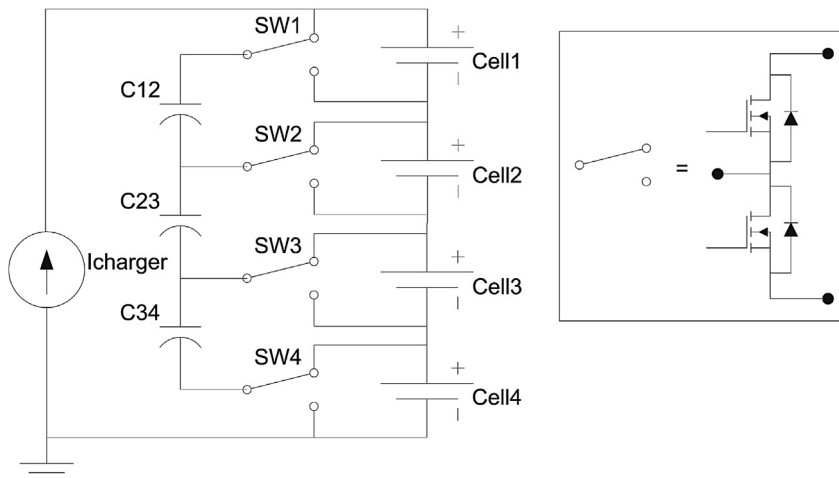 SW1
+
Cell1
C12
SW2
+
Cell2
C23
SW3
+
Cell3
Icharger
C34
SW4
+
Cell4
=